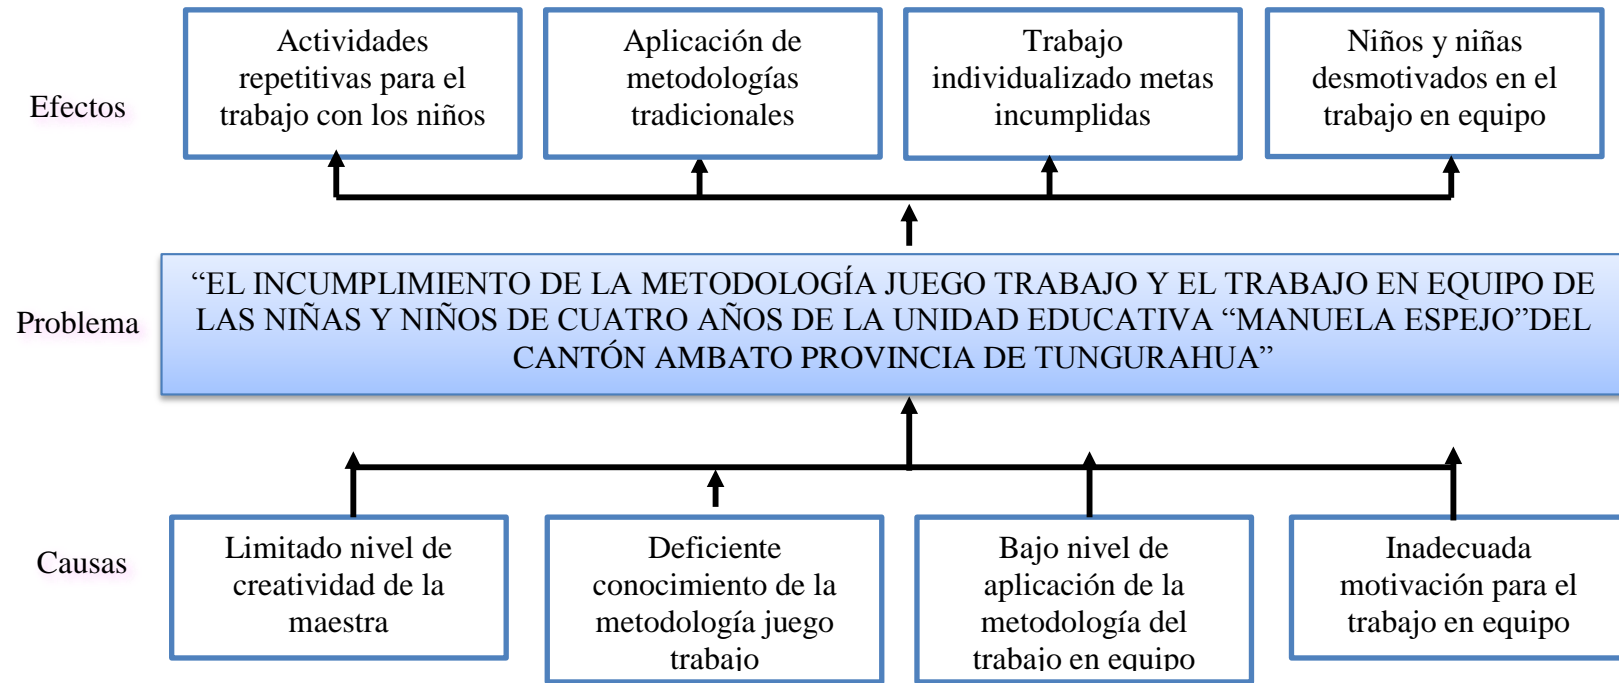 Efectos
Actividades
repetitivas para el
trabajo con los niños
Aplicación de
metodologías
tradicionales
Trabajo
individualizado metas
incumplidas
Niños y niñas
desmotivados en el
trabajo en equipo
Problema
“EL INCUMPLIMIENTO DE LA METODOLOGÍA JUEGO TRABAJO Y EL TRABAJO EN EQUIPO DE
LAS NIÑAS Y NIÑOS DE CUATRO AÑOS DE LA UNIDAD EDUCATIVA “MANUELA ESPEJO”DEL
CANTÓN AMBATO PROVINCIA DE TUNGURAHUA”
Causas
Limitado nivel de
creatividad de la
maestra
Deficiente
conocimiento de la
metodología juego
trabajo
Bajo nivel de
aplicación de la
metodología del
trabajo en equipo
Inadecuada
motivación para el
trabajo en equipo